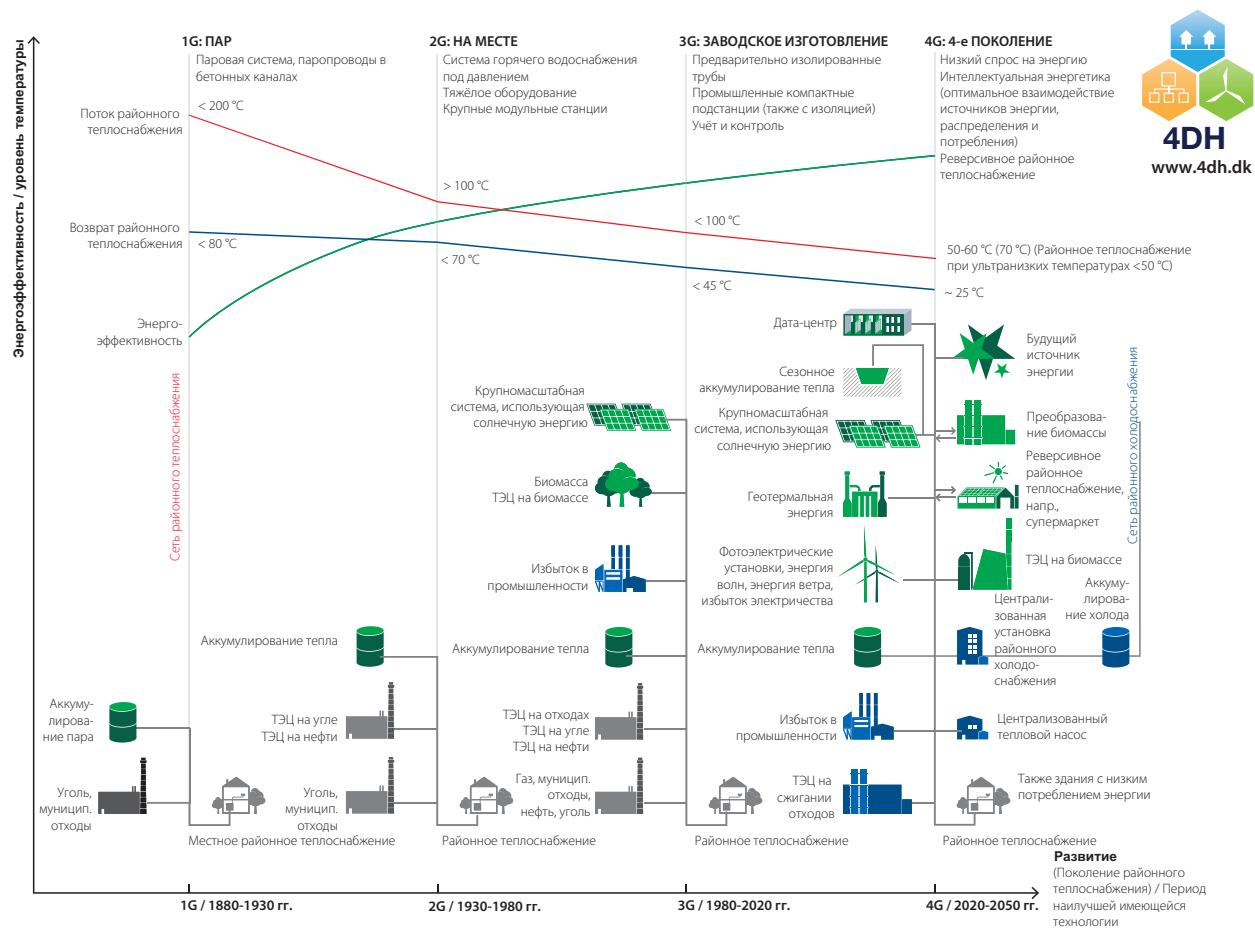 Энергоэффективность / уровень температуры
1G: ПАР
Паровая система, паропроводы в
бетонных каналах
2G: НА МЕСТЕ
Система горячего водоснабжения
под давлением
Тяжёлое оборудование
Крупные модульные станции
3G: ЗАВОДСКОЕ ИЗГОТОВЛЕНИЕ
Предварительно изолированные
трубы
Промышленные компактные
подстанции (также с изоляцией)
Учёт и контроль
4G: 4-е ПОКОЛЕНИЕ
Низкий спрос на энергию
Интеллектуальная энергетика
(оптимальное взаимодействие
источников энергии,
распределения и
потребления)
Реверсивное районное
теплоснабжение
4DH
www.4dh.dk
Поток районного
теплоснабжения
< 200 °C
> 100 °C
< 100 °C
50-60 °C (70 °C) (Районное теплоснабжение
при ультранизких температурах <50 °C)
Возврат районного
теплоснабжения
< 80 °C
< 70 °C
< 45 °C
~ 25 °C
Энерго-
эффективность
Сеть районного теплоснабжения
Сеть районного холодоснабжения
Аккуму-
лирова-
ние пара
Уголь,
муницип.
отходы
Местное районное теплоснабжение
Аккумулирование тепла
ТЭЦ на угле
ТЭЦ на нефти
Уголь,
муницип.
отходы
Районное теплоснабжение
Крупномасштабная
система, использующая
солнечную энергию
Биомасса
ТЭЦ на биомассе
Избыток в
промышленности
Аккумулирование тепла
ТЭЦ на отходах
ТЭЦ на угле
ТЭЦ на нефти
Газ, муницип.
отходы,
нефть, уголь
Районное теплоснабжение
Дата-центр
Сезонное
аккумулирование тепла
Крупномасштабная
система, использующая
солнечную энергию
Геотермальная
энергия
Фотоэлектрические
установки, энергия
волн, энергия ветра,
избыток электричества
Аккумулирование тепла
Избыток в
промышленности
ТЭЦ на
сжигании
отходов
Будущий
источник
энергии
Преобразова-
ние биомассы
Реверсивное
районное
теплоснабжение,
напр.,
супермаркет
ТЭЦ на биомассе
Централи-
зованная
установка
районного
холодо-
снабжения
Аккуму-
лирова-
ние холода
Централизованный
тепловой насос
Также здания с низким
потреблением энергии
Районное теплоснабжение
Развитие
(Поколение районного
теплоснабжения) / Период
наилучшей имеющейся
технологии
1G / 1880-1930 гг.
2G / 1930-1980 гг.
3G / 1980-2020 гг.
4G / 2020-2050 гг.